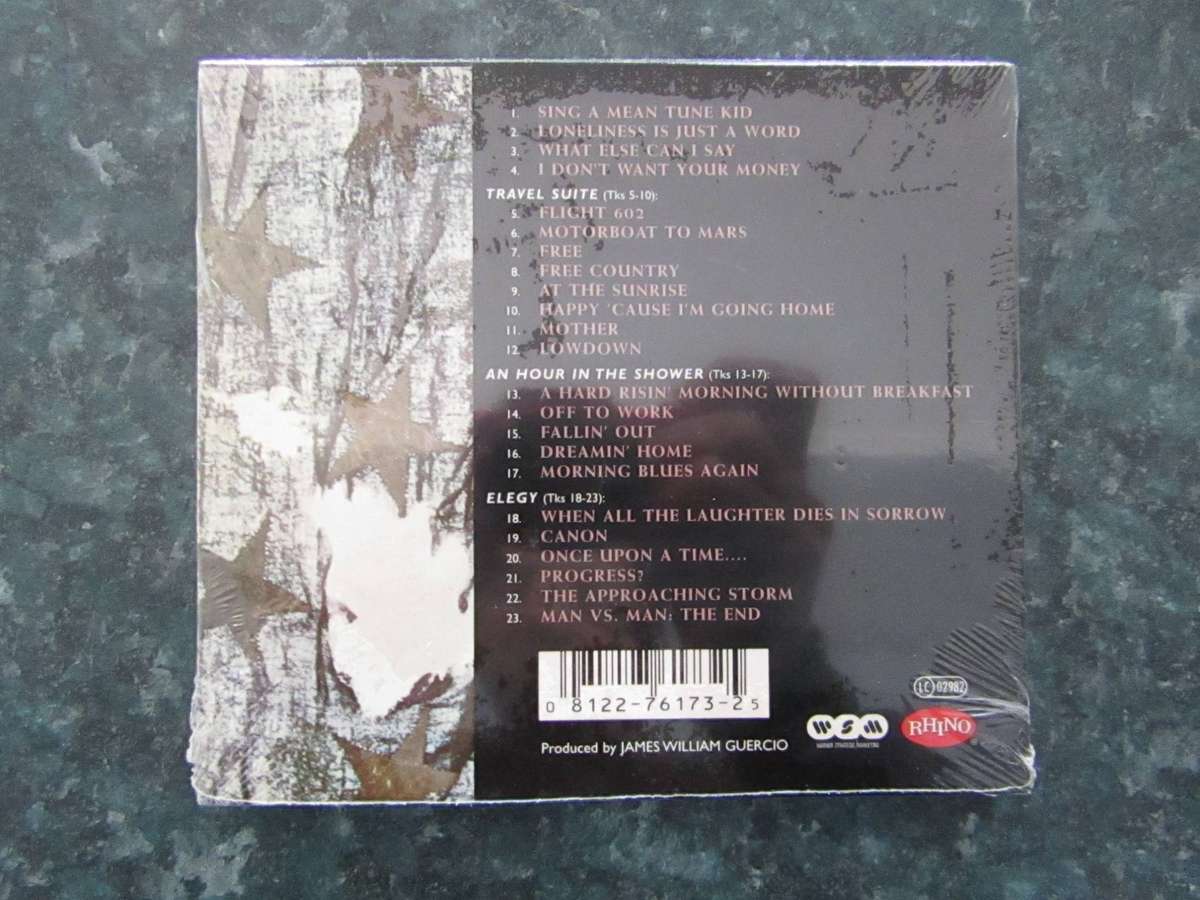 1. SING A MEAN TUNE KID
2. LONELINESS IS JUST A WORD
3. WHAT ELSE CAN I SAY
4. I DON'T WANT YOUR MONEY
TRAVEL SUITE (Tks 5-10):
5. FLIGHT 602
6. MOTORBOAT TO MARS
7. FREE
8. FREE COUNTRY
9. AT THE SUNRISE
10. HAPPY 'CAUSE I'M GOING HOME
11. MOTHER
12. LOWDOWN
AN HOUR IN THE SHOWER (Tks 13-17):
13. A HARD RISIN' MORNING WITHOUT BREAKFAST
14. OFF TO WORK
15. FALLIN' OUT
16. DREAMIN' HOME
17. MORNING BLUES AGAIN
ELEGY (Tks 18-23):
18. WHEN ALL THE LAUGHTER DIES IN SORROW
19. CANON
20. ONCE UPON A TIME....
21. PROGRESS?
22. THE APPROACHING STORM
23. MAN VS. MAN: THE END
0 8122-76173-2 5
LC 02982
Produced by JAMES WILLIAM GUERCIO
WSM
WARNER STRATEGIC MARKETING
RHINO